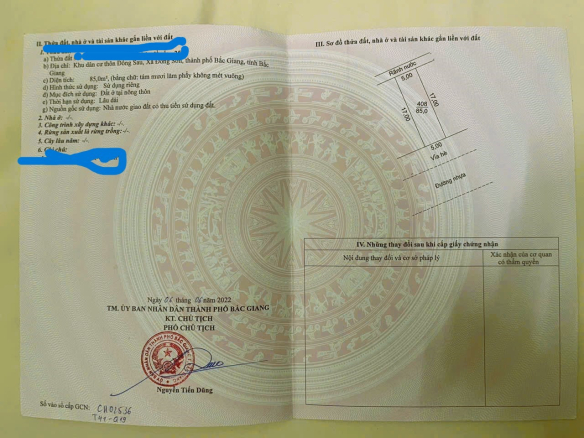 II. Thửa đất, nhà ở và tài sản khác gắn liền với đất
1. Thửa đất
b) Địa chỉ: Khu dân cư thôn Đông Sau, Xã Đồng Sơn, thành phố Bắc Giang, tỉnh Bắc
Giang
c) Diện tích: 85,0m², (bằng chữ: tám mươi lăm phẩy không mét vuông)
d) Hình thức sử dụng: Sử dụng riêng
đ) Mục đích sử dụng: Đất ở tại nông thôn
e) Thời hạn sử dụng: Lâu dài
g) Nguồn gốc sử dụng: Nhà nước giao đất có thu tiền sử dụng đất.
2. Nhà ở: -/-
3. Công trình xây dựng khác: -/-
4. Rừng sản xuất là rừng trồng: -/-
5. Cây lâu năm: -/-
6. Ghi chú:
Ngày 06 tháng 06 năm 2022
TM. ỦY BAN NHÂN DÂN THÀNH PHỐ BẮC GIANG
KT. CHỦ TỊCH
PHÓ CHỦ TỊCH
Nguyễn Tiến Dũng
Số vào sổ cấp GCN: CH02636
III. Sơ đồ thửa đất, nhà ở và tài sản khác gắn liền với đất
Rãnh nước
5,00
17,00
17,00
408
85,0
5,00
Vỉa hè
Đường nhựa
IV. Những thay đổi sau khi cấp giấy chứng nhận
Nội dung thay đổi và cơ sở pháp lý
Xác nhận của cơ quan
có thẩm quyền